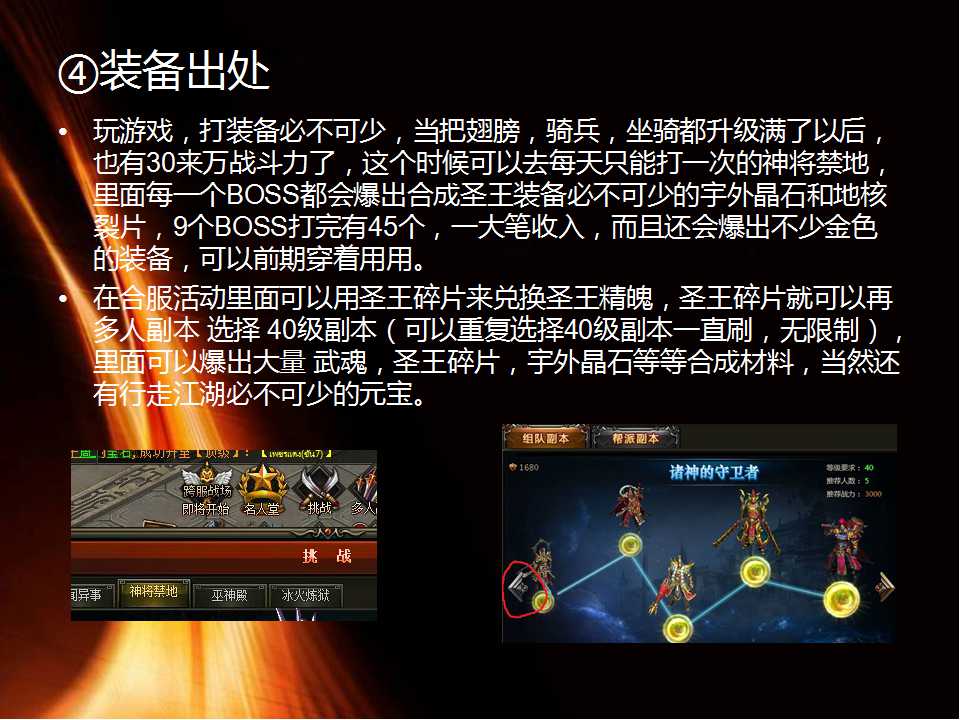 ④装备出处
• 玩游戏，打装备必不可少，当把翅膀，骑兵，坐骑都升级满了以后，
也有30来万战斗力了，这个时候可以去每天只能打一次的神将禁地，
里面每一个BOSS都会爆出合成圣王装备必不可少的宇外晶石和地核
裂片，9个BOSS打完有45个，一大笔收入，而且还会爆出不少金色
的装备，可以前期穿着用用。
• 在合服活动里面可以用圣王碎片来兑换圣王精魄，圣王碎片就可以再
多人副本 选择 40级副本（可以重复选择40级副本一直刷，无限制），
里面可以爆出大量 武魂，圣王碎片，宇外晶石等等合成材料，当然还
有行走江湖必不可少的元宝。
成功开垦【顶级】：
跨服战场
即将开始
名人堂
挑战
多人
挑 战
闻异事
神将禁地
巫神殿
冰火炼狱
组队副本
帮派副本
1680
诸神的守卫者
等级要求：40
推荐人数：5
推荐战力：3000